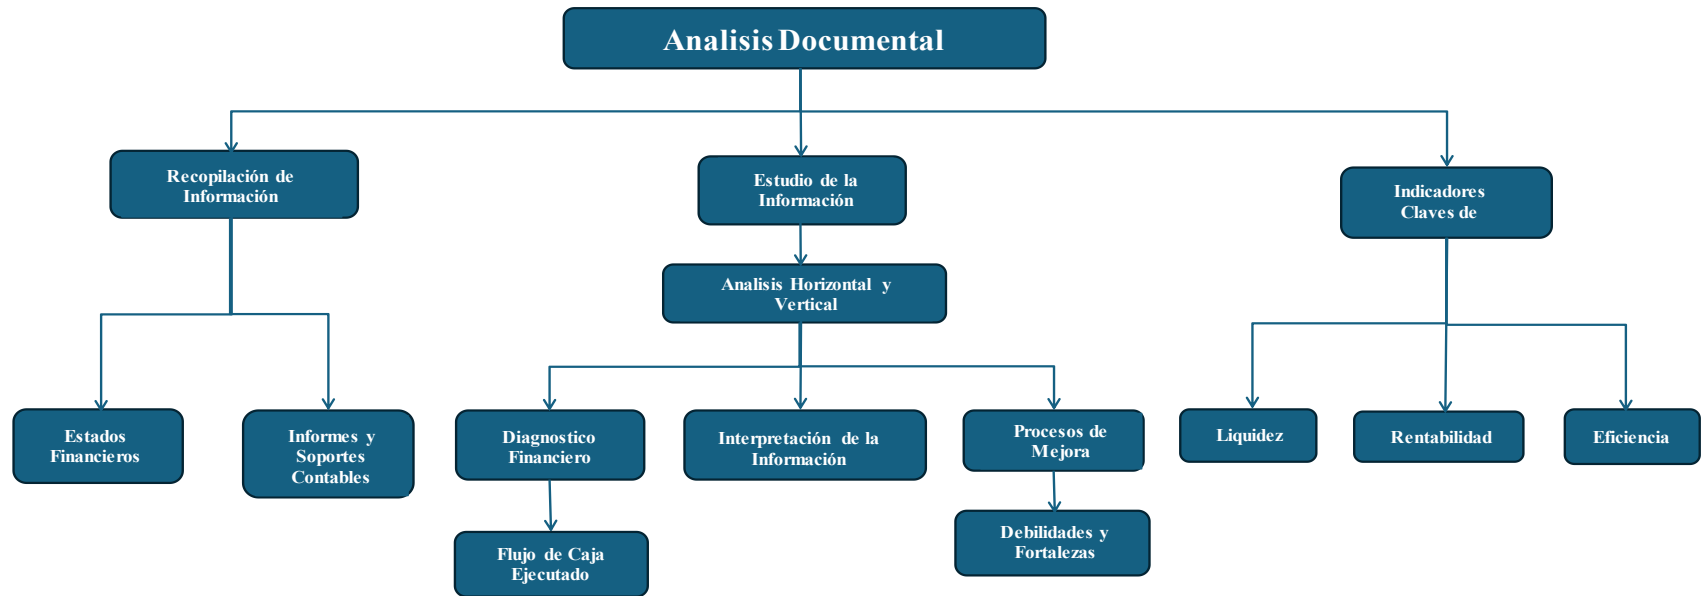 Analisis Documental
Recopilación de
Información
Estudio de la
Información
Indicadores
Claves de
Analisis Horizontal y
Vertical
Estados
Financieros
Informes y
Soportes
Contables
Diagnostico
Financiero
Interpretación de la
Información
Procesos de
Mejora
Liquidez
Rentabilidad
Eficiencia
Flujo de Caja
Ejecutado
Debilidades y
Fortalezas